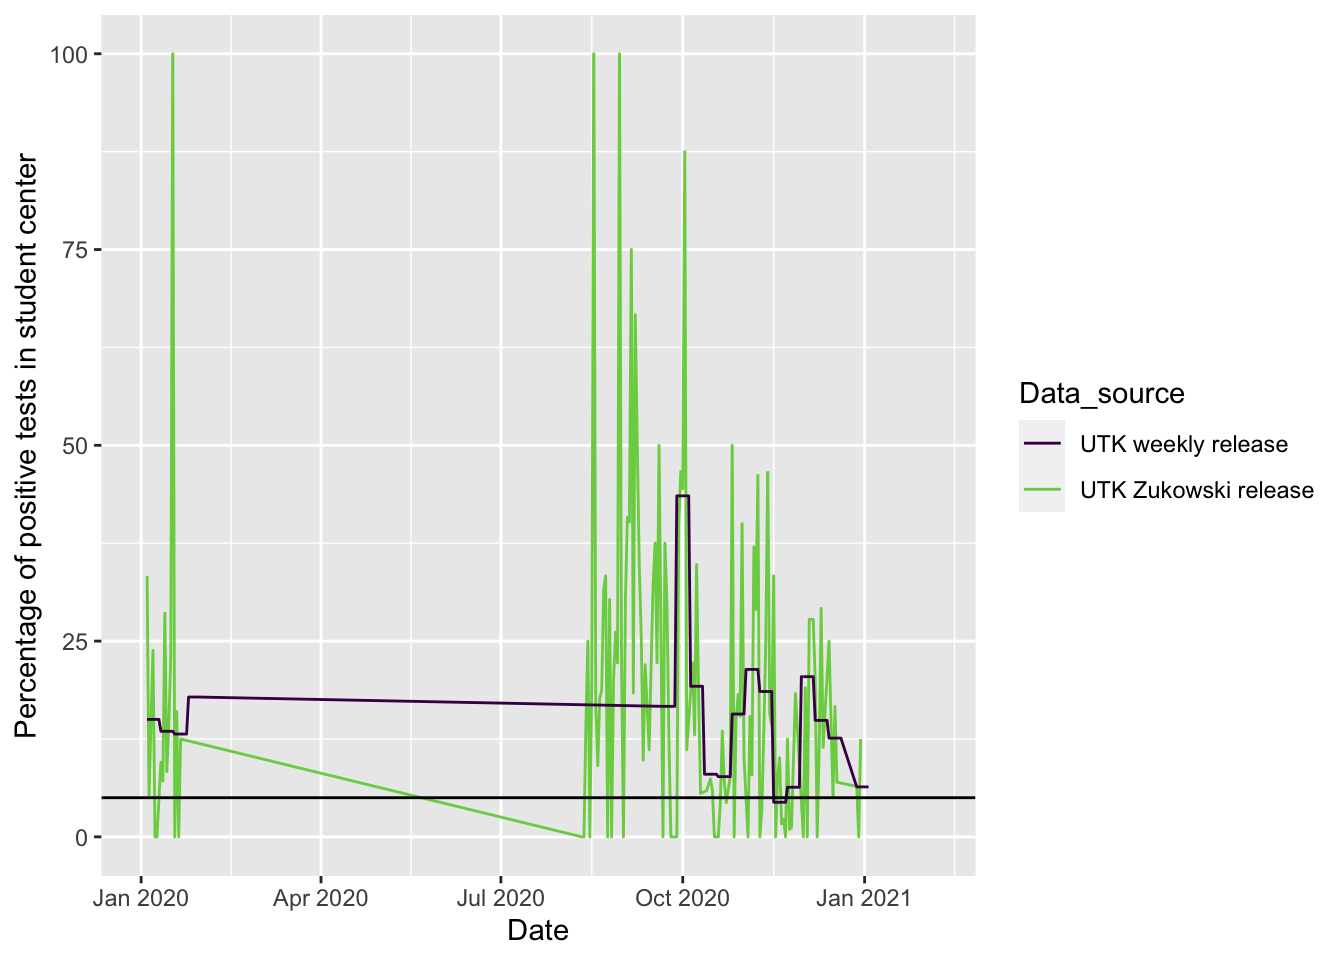 Percentage of positive tests in student center
100
75
50
25
0
Jan 2020
Apr 2020
Jul 2020
Oct 2020
Jan 2021
Date
Data_source
UTK weekly release
UTK Zukowski release